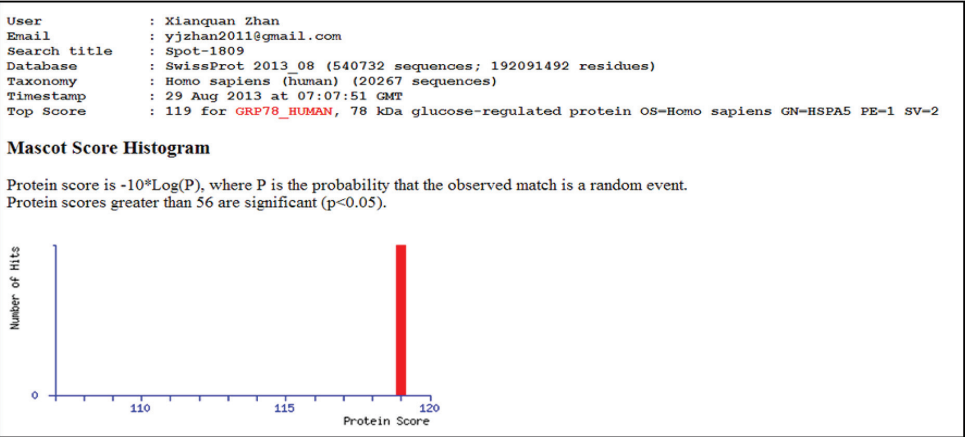 User : Xianquan Zhan
Email : yjzhan2011@gmail.com
Search title : Spot-1809
Database : SwissProt 2013_08 (540732 sequences; 192091492 residues)
Taxonomy : Homo sapiens (human) (20267 sequences)
Timestamp : 29 Aug 2013 at 07:07:51 GMT
Top Score : 119 for GRP78_HUMAN, 78 kDa glucose-regulated protein OS=Homo sapiens GN=HSPA5 PE=1 SV=2
Mascot Score Histogram
Protein score is -10*Log(P), where P is the probability that the observed match is a random event.
Protein scores greater than 56 are significant (p<0.05).
Number of Hits
0
110 115 120
Protein Score